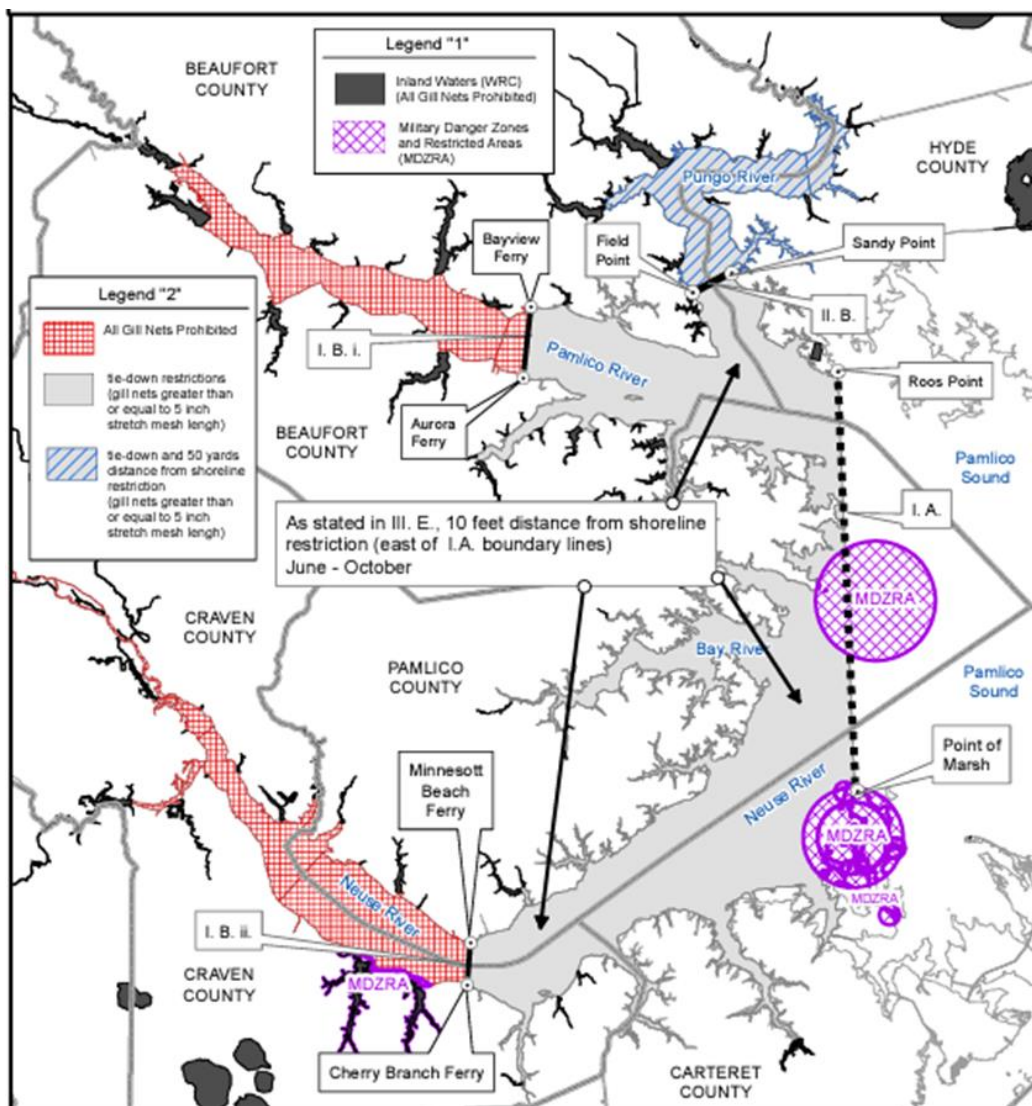 Legend "1"
Inland Waters (WRC)
(All Gill Nets Prohibited)
Military Danger Zones
and Restricted Areas
(MDZRA)
BEAUFORT
COUNTY
HYDE
COUNTY
Pungo River
Bayview
Ferry
Field
Point
Sandy Point
Legend "2"
All Gill Nets Prohibited
tie-down restrictions
(gill nets greater than
or equal to 5 inch
stretch mesh lengh)
tie-down and 50 yards
distance from shoreline
restriction
(gill nets greater than
or equal to 5 inch
stretch mesh lengh)
II. B.
I. B. i.
Pamlico River
Roos Point
Aurora
Ferry
BEAUFORT
COUNTY
Pamlico
Sound
I. A.
As stated in III. E., 10 feet distance from shoreline
restriction (east of I.A. boundary lines)
June - October
MDZRA
CRAVEN
COUNTY
Bay River
PAMLICO
COUNTY
Pamlico
Sound
Point of
Marsh
Minnesott
Beach
Ferry
Neuse River
MDZRA
MDZRA
Neuse River
I. B. ii.
CRAVEN
COUNTY
MDZRA
Cherry Branch Ferry
CARTERET
COUNTY